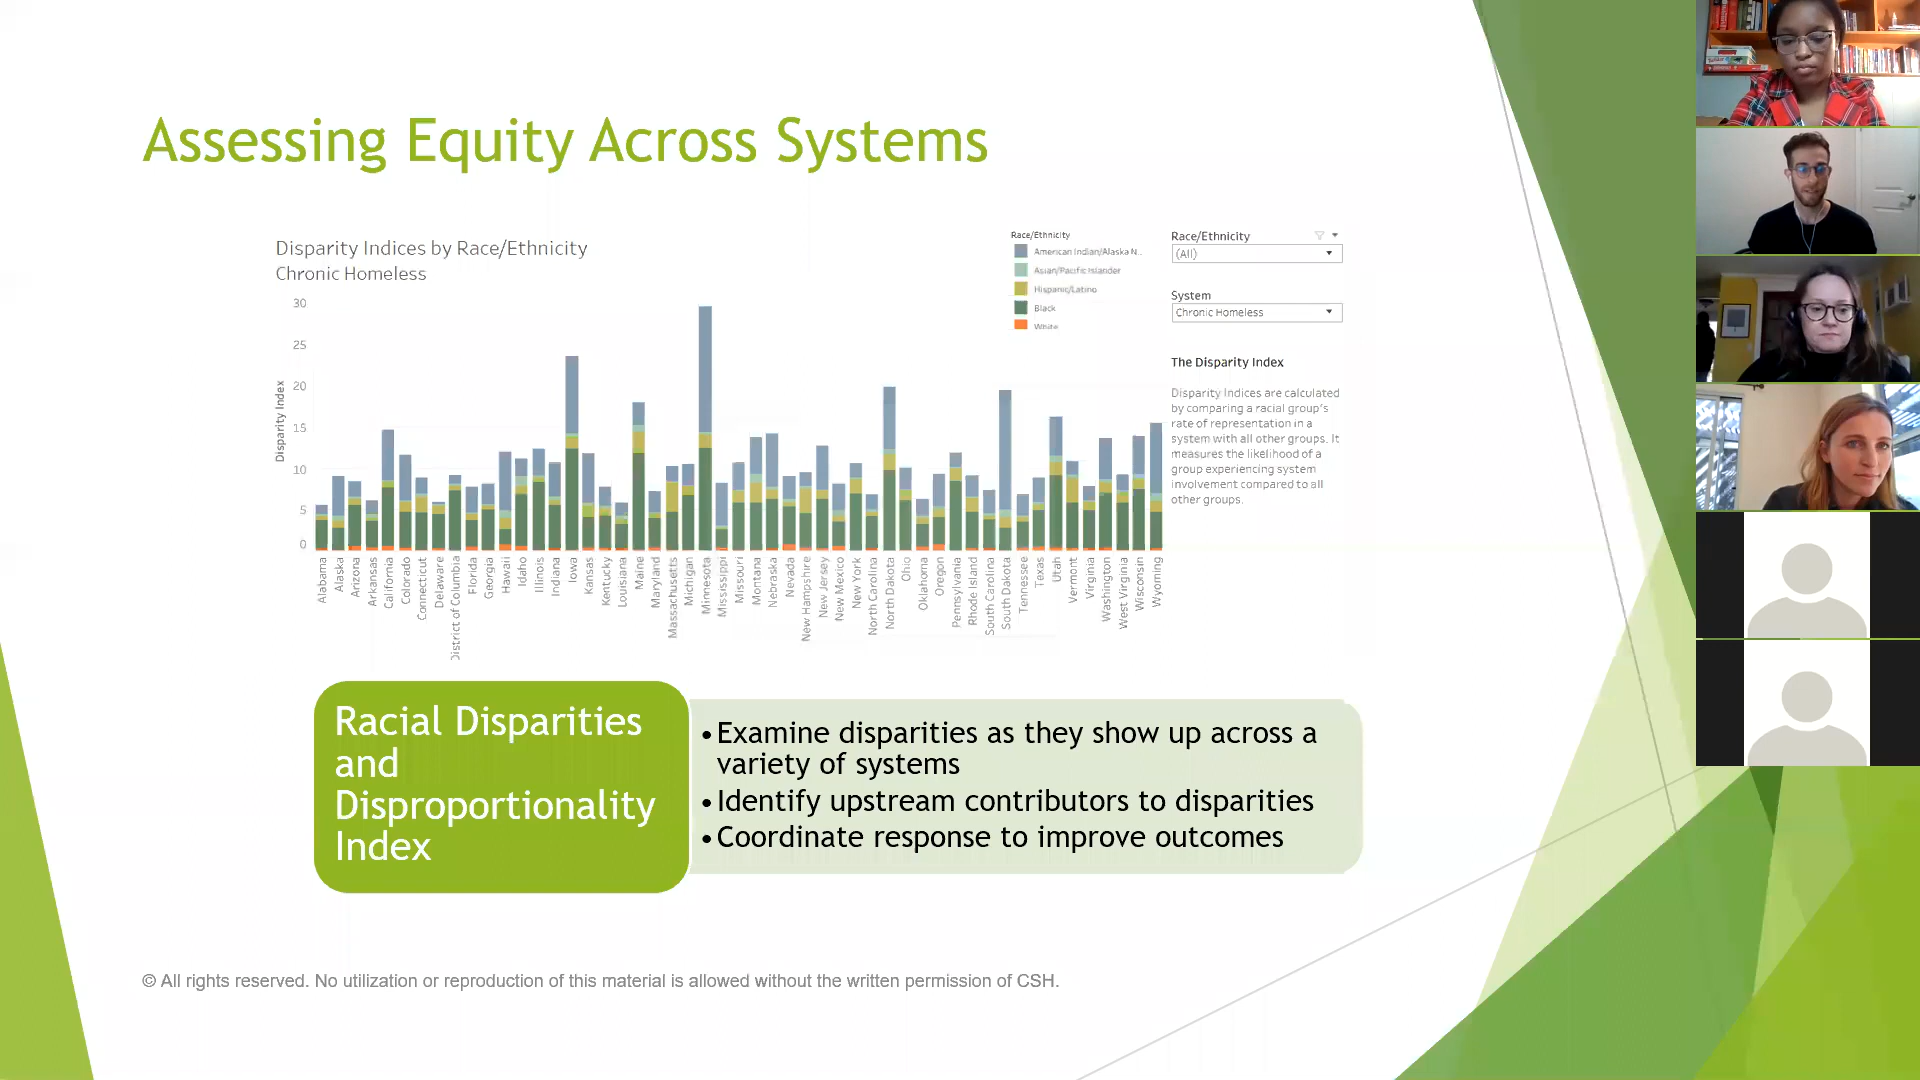 Assessing Equity Across Systems
Disparity Indices by Race/Ethnicity
Chronic Homeless
Race/Ethnicity
American Indian/Alaska N..
Asian/Pacific Islander
Hispanic/Latino
Black
White
Race/Ethnicity
(All)
System
Chronic Homeless
The Disparity Index
Disparity Indices are calculated
by comparing a racial group's
rate of representation in a
system with all other groups. It
measures the likelihood of a
group experiencing system
involvement compared to all
other groups.
Disparity Index
30
25
20
15
10
5
0
Alabama
Alaska
Arizona
Arkansas
California
Colorado
Connecticut
Delaware
District of Columbia
Florida
Georgia
Hawaii
Idaho
Illinois
Indiana
Iowa
Kansas
Kentucky
Louisiana
Maine
Maryland
Massachusetts
Michigan
Minnesota
Mississippi
Missouri
Montana
Nebraska
Nevada
New Hampshire
New Jersey
New Mexico
New York
North Carolina
North Dakota
Ohio
Oklahoma
Oregon
Pennsylvania
Rhode Island
South Carolina
South Dakota
Tennessee
Texas
Utah
Vermont
Virginia
Washington
West Virginia
Wisconsin
Wyoming
Racial Disparities
and
Disproportionality
Index
•Examine disparities as they show up across a
variety of systems
•Identify upstream contributors to disparities
•Coordinate response to improve outcomes
© All rights reserved. No utilization or reproduction of this material is allowed without the written permission of CSH.